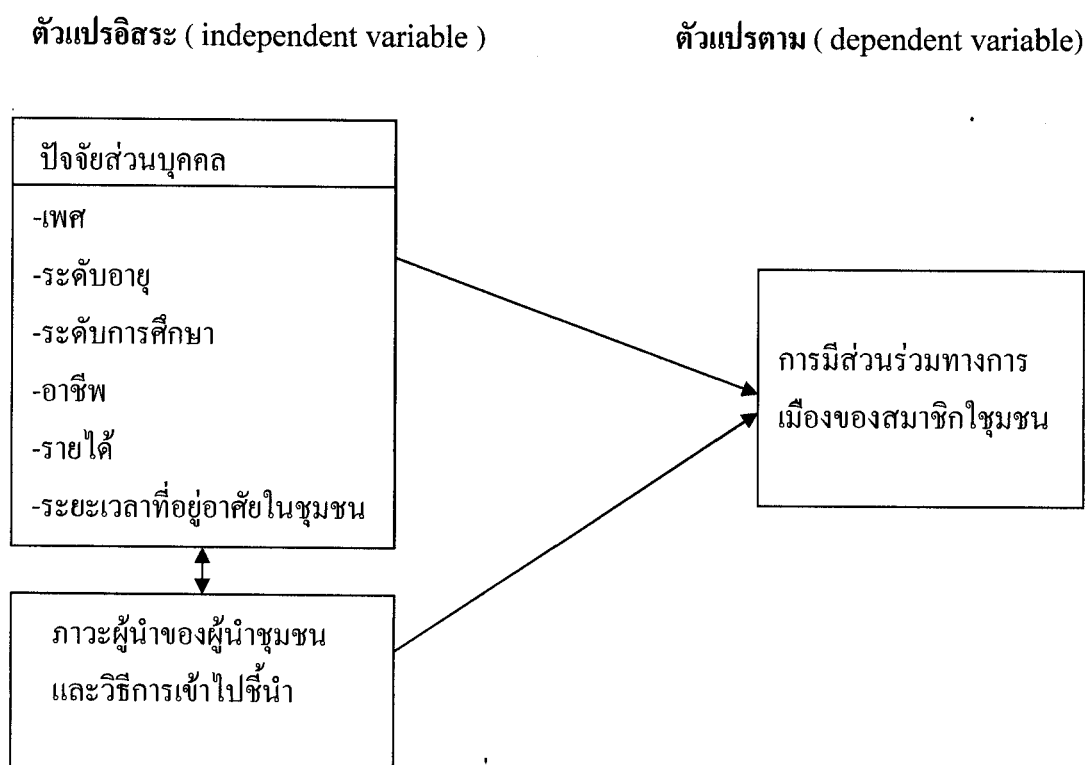 ตัวแปรอิสระ ( independent variable )
ตัวแปรตาม ( dependent variable)
ปัจจัยส่วนบุคคล
-เพศ
-ระดับอายุ
-ระดับการศึกษา
-อาชีพ
-รายได้
-ระยะเวลาที่อยู่อาศัยในชุมชน
การมีส่วนร่วมทางการ
เมืองของสมาชิกใชุมชน
ภาวะผู้นำของผู้นำชุมชน
และวิธีการเข้าไปชี้นำ